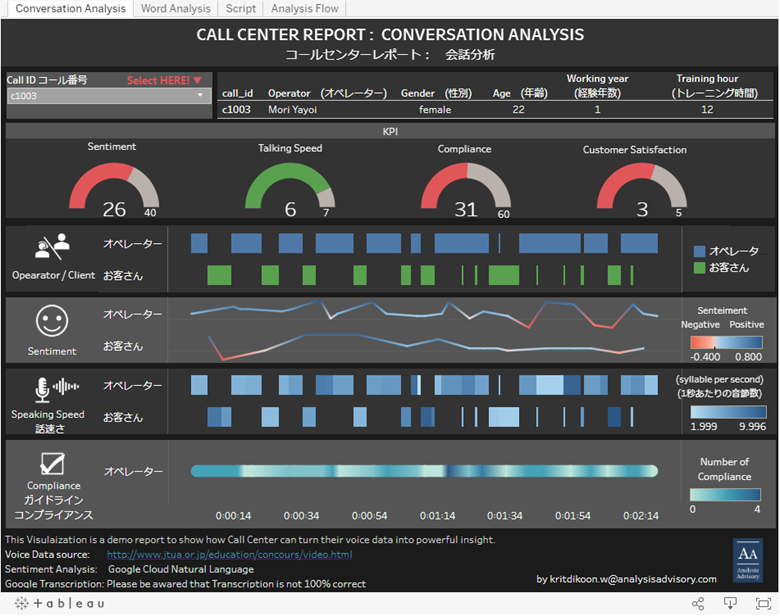 Conversation Analysis
Word Analysis
Script
Analysis Flow
CALL CENTER REPORT : CONVERSATION ANALYSIS
コールセンターレポート： 会話分析
Call ID コール番号
Select HERE! ▼
c1003
call_id
Operator (オペレーター)
Gender (性別)
Age (年齢)
Working year
(経験年数)
Training hour
(トレーニング時間)
c1003
Mori Yayoi
female
22
1
12
KPI
Sentiment
Talking Speed
Compliance
Customer Satisfaction
26
40
6
7
31
60
3
5
オペレーター
Opearator / Client
お客さん
オペレータ
お客さん
オペレーター
Sentiment
お客さん
Senteiment
Negative Positive
-0.400 0.800
オペレーター
Speaking Speed
話速さ
お客さん
(syllable per second)
(1秒あたりの音節数)
1.999 9.996
オペレーター
Compliance
ガイドライン
コンプライアンス
Number of
Compliance
0 4
0:00:14 0:00:34 0:00:54 0:01:14 0:01:34 0:01:54 0:02:14
This Visulaization is a demo report to show how Call Center can turn their voice data into powerful insight.
Voice Data source: http://www.jtua.or.jp/education/concours/video.html
Sentiment Analysis: Google Cloud Natural Language
Google Transcription: Please be awared that Transcription is not 100% correct
by kritdikoon.w@analysisadvisory.com
AA
Analysis
Advisory
+ableau